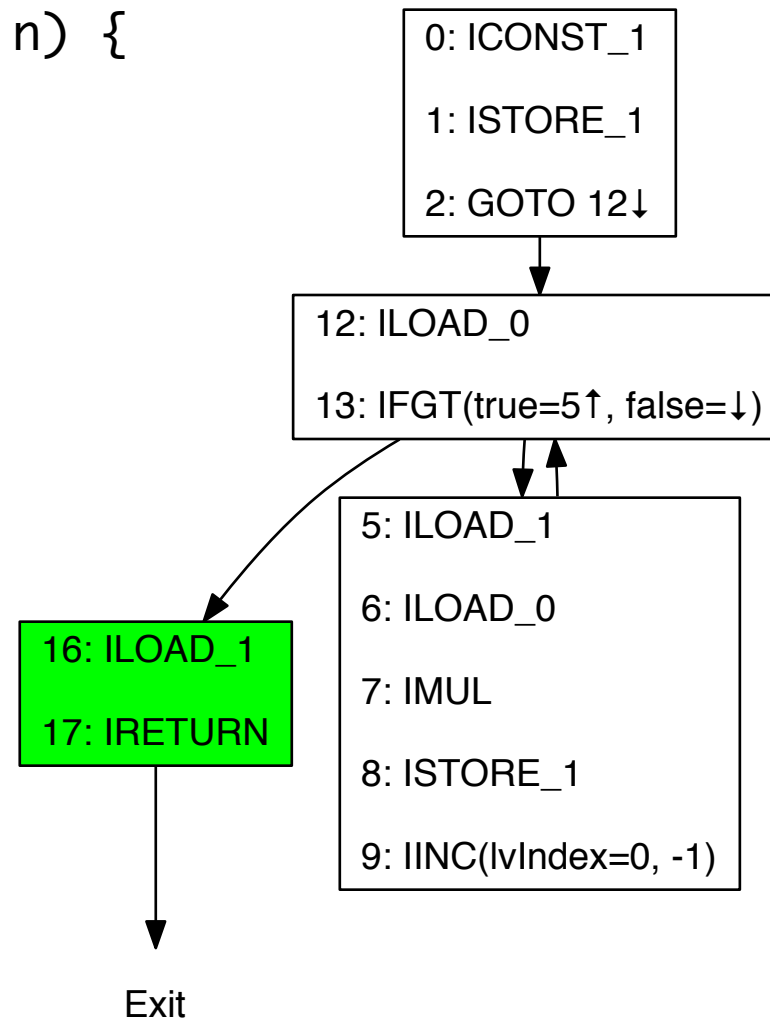 n) {
0: ICONST_1
1: ISTORE_1
2: GOTO 12↓
12: ILOAD_0
13: IFGT(true=5↑, false=↓)
5: ILOAD_1
6: ILOAD_0
7: IMUL
8: ISTORE_1
9: IINC(lvIndex=0, -1)
16: ILOAD_1
17: IRETURN
Exit